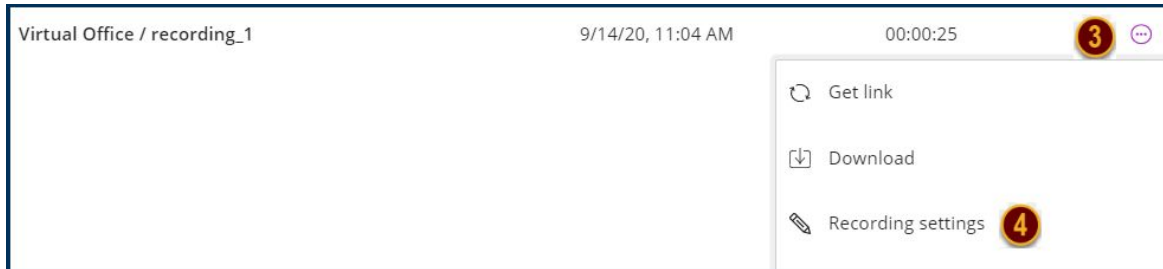 Virtual Office / recording_1 9/14/20, 11:04 AM 00:00:25 3
Get link
Download
Recording settings 4